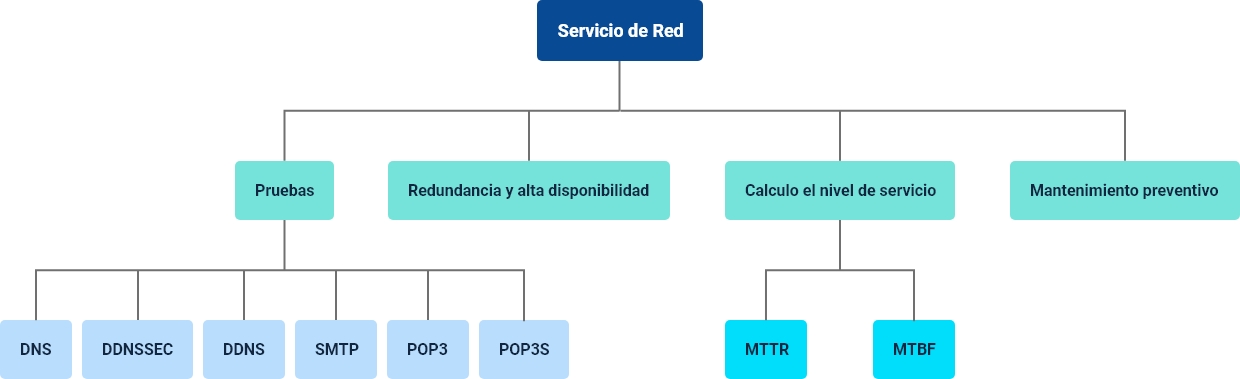 Servicio de Red
Pruebas
Redundancia y alta disponibilidad
Calculo el nivel de servicio
Mantenimiento preventivo
DNS
DDNSSEC
DDNS
SMTP
POP3
POP3S
MTTR
MTBF